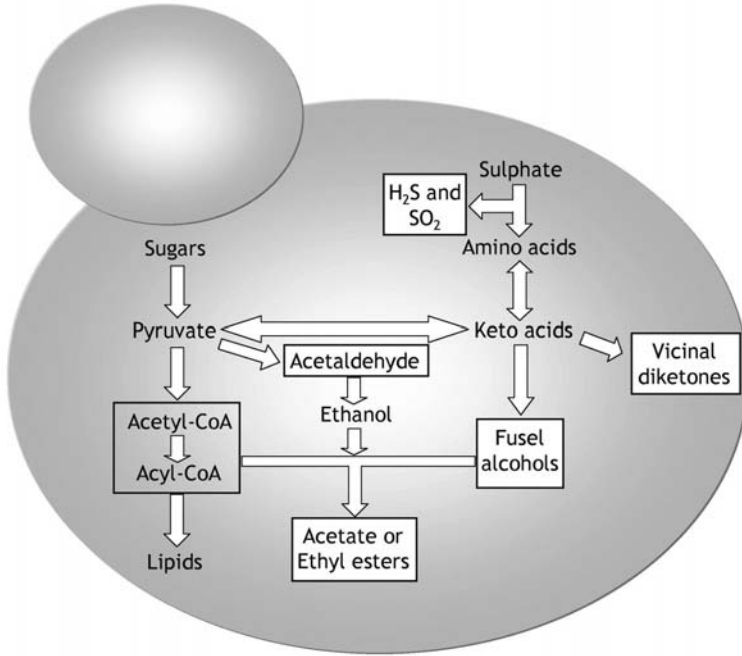 Sulphate
H₂S and
SO₂
Amino acids
Sugars
Pyruvate
Keto acids
Acetaldehyde
Vicinal
diketones
Ethanol
Acetyl-CoA
Acyl-CoA
Fusel
alcohols
Lipids
Acetate or
Ethyl esters